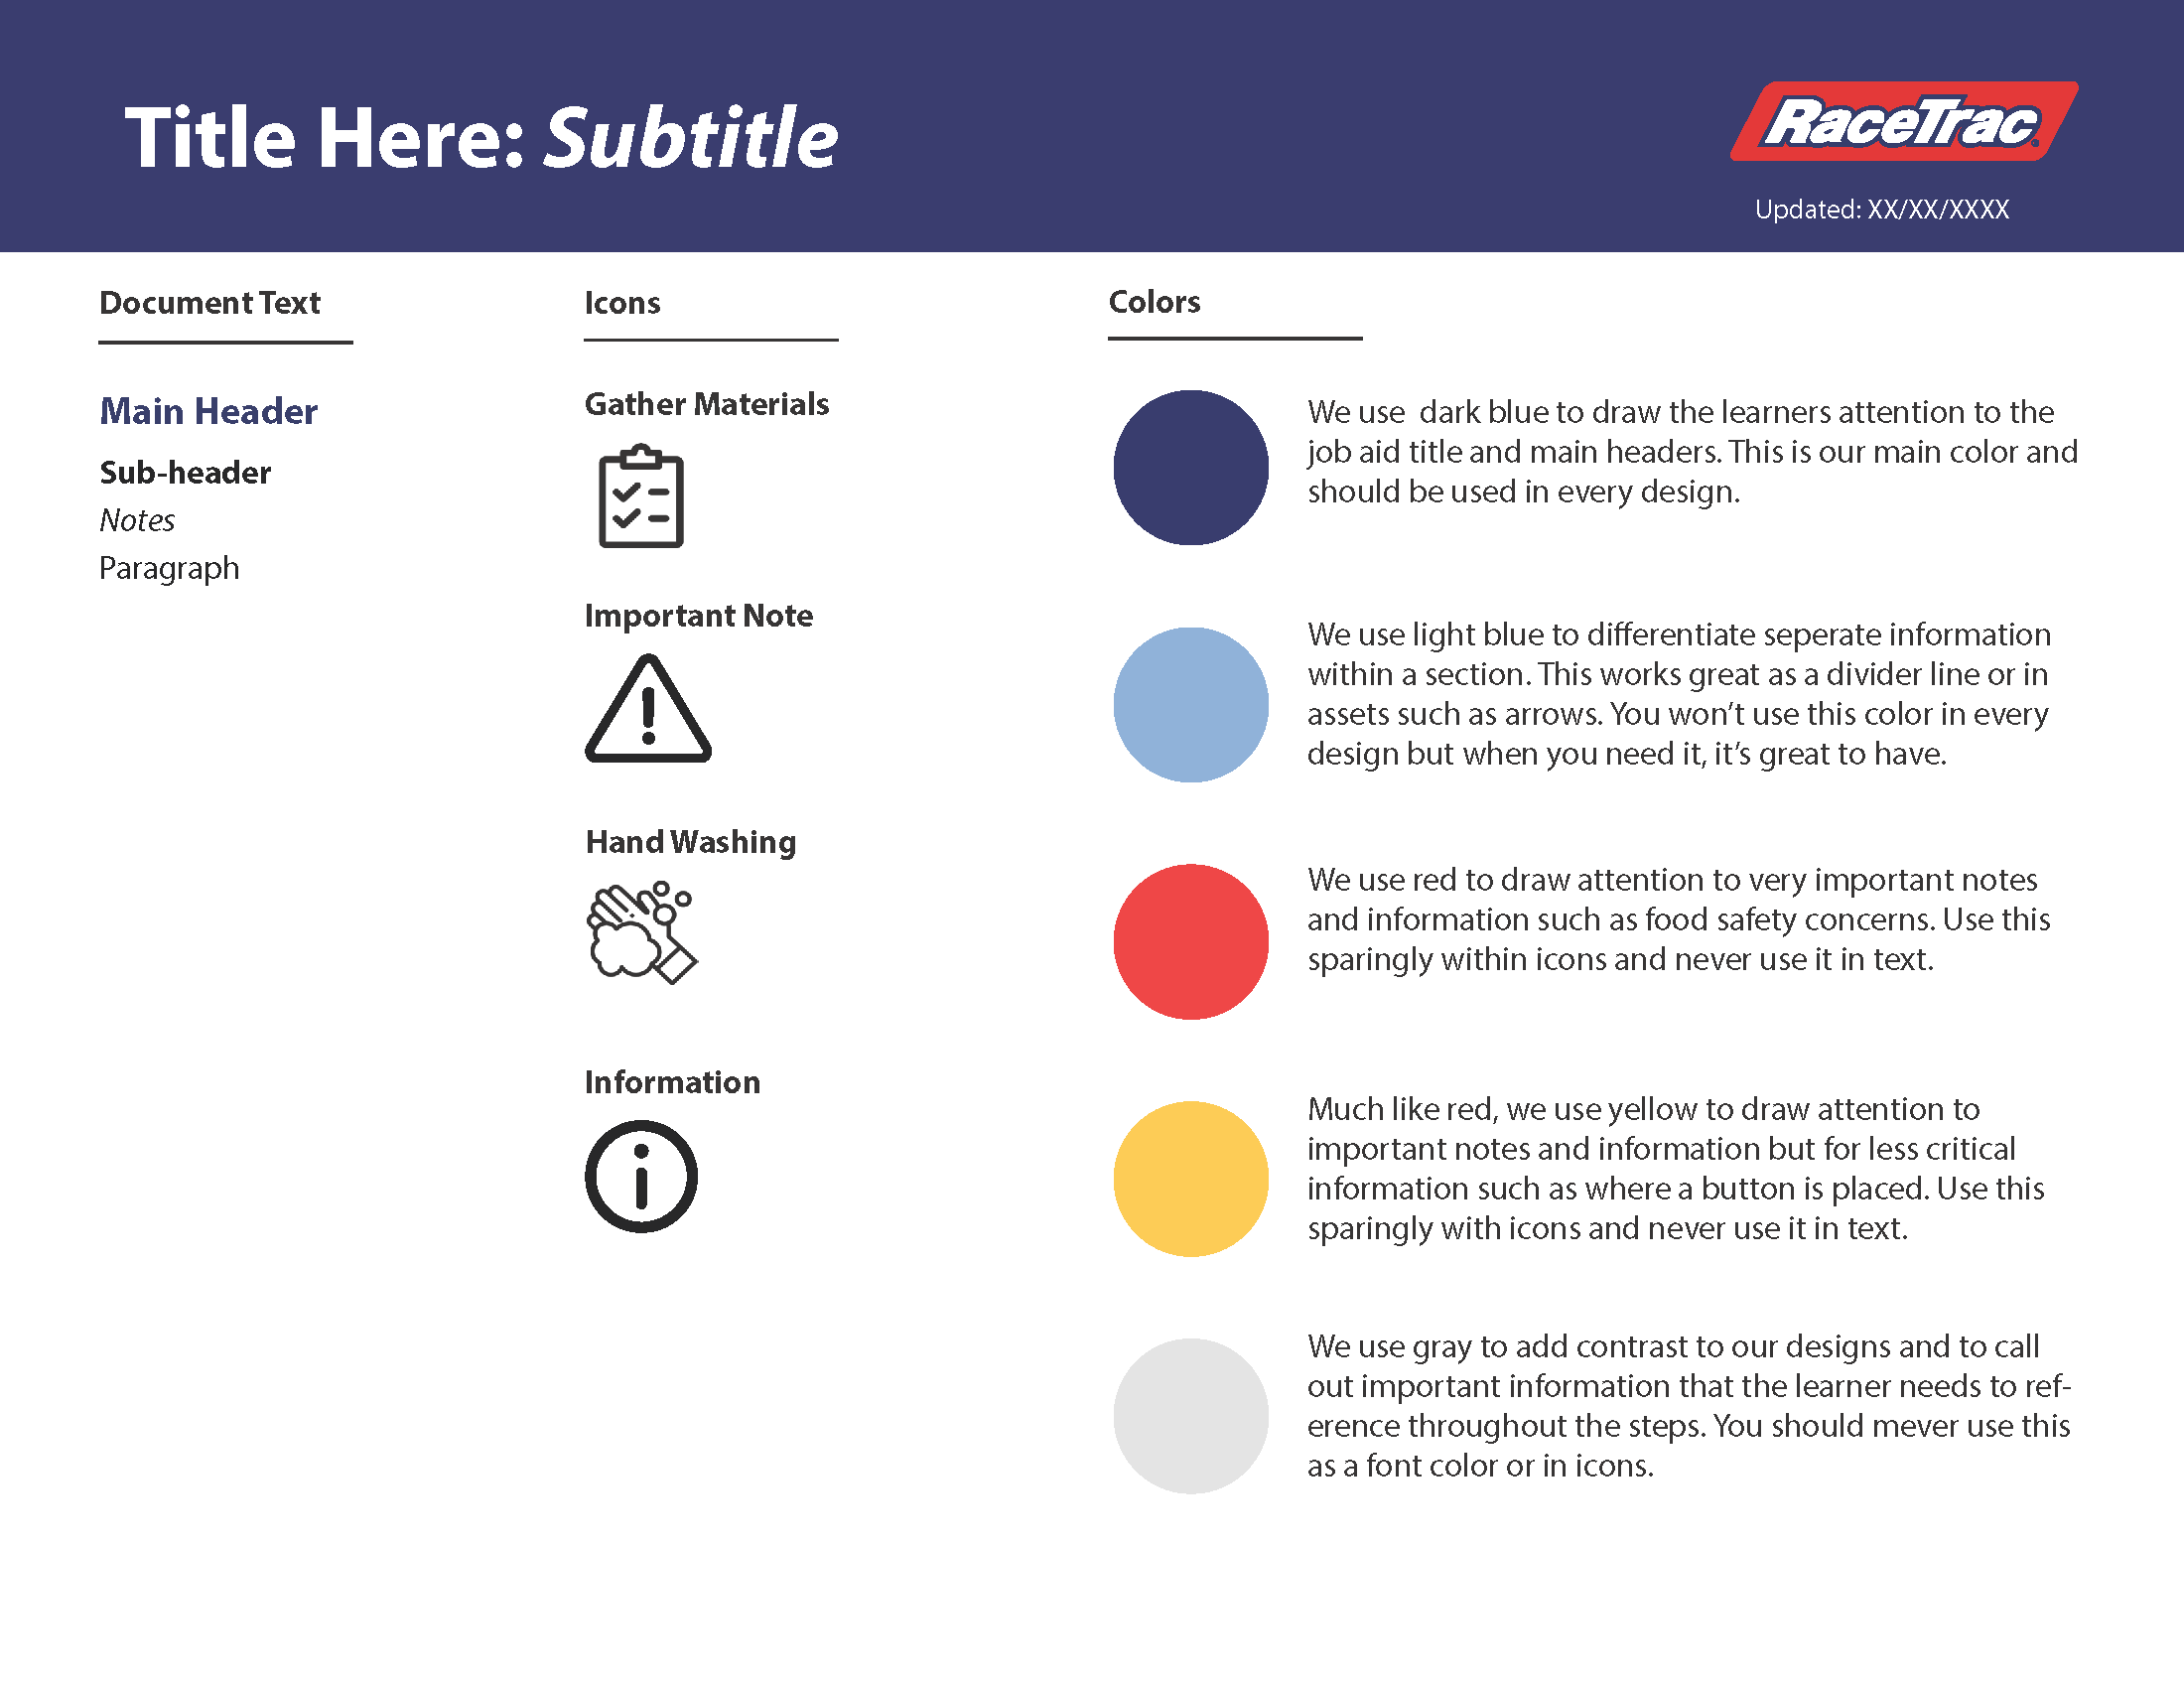 Title Here: Subtitle
RaceTrac
Updated: XX/XX/XXXX
Document Text
Main Header
Sub-header
Notes
Paragraph
Icons
Gather Materials
Important Note
Hand Washing
Information
Colors
We use  dark blue to draw the learners attention to the
job aid title and main headers. This is our main color and
should be used in every design.
We use light blue to differentiate seperate information
within a section. This works great as a divider line or in
assets such as arrows. You won’t use this color in every
design but when you need it, it’s great to have.
We use red to draw attention to very important notes
and information such as food safety concerns. Use this
sparingly within icons and never use it in text.
Much like red, we use yellow to draw attention to
important notes and information but for less critical
information such as where a button is placed. Use this
sparingly with icons and never use it in text.
We use gray to add contrast to our designs and to call
out important information that the learner needs to ref-
erence throughout the steps. You should mever use this
as a font color or in icons.